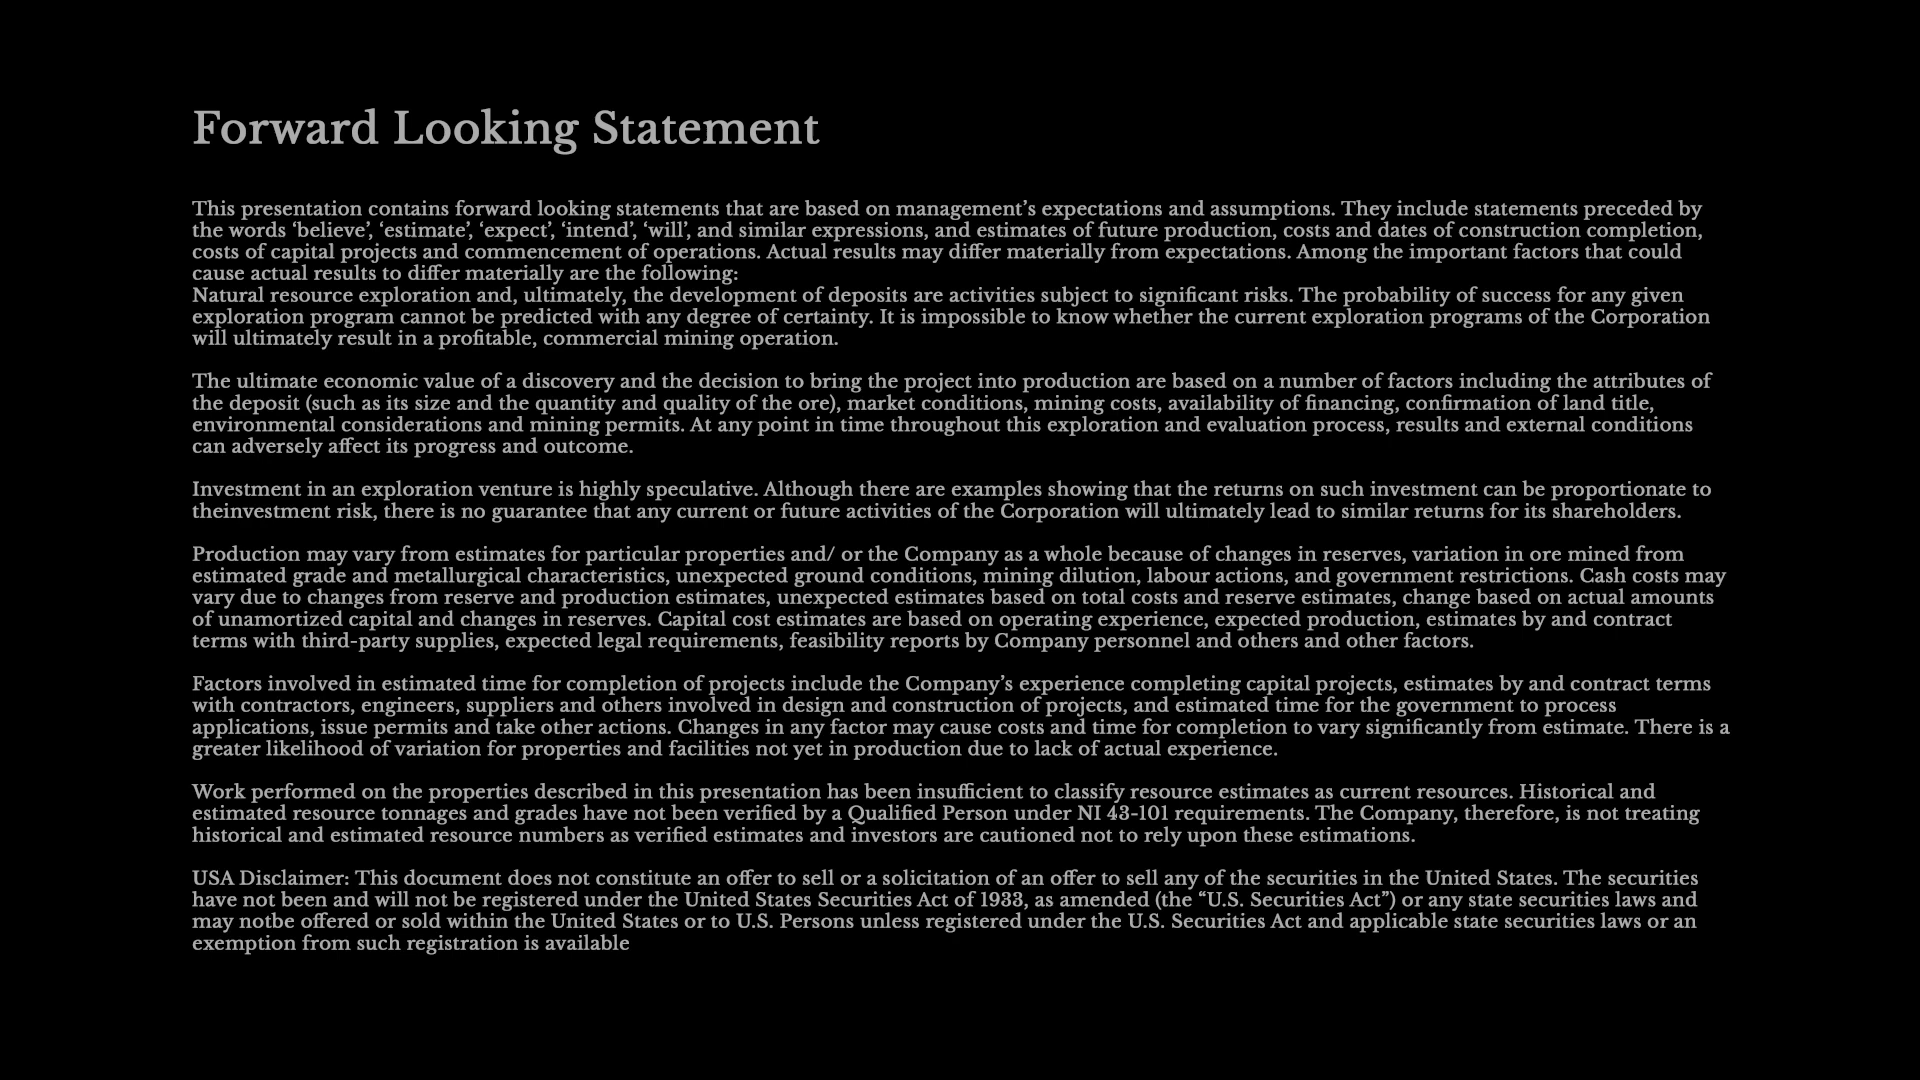 Forward Looking Statement
This presentation contains forward looking statements that are based on management’s expectations and assumptions. They include statements preceded by
the words ‘believe’, ‘estimate’, ‘expect’, ‘intend’, ‘will’, and similar expressions, and estimates of future production, costs and dates of construction completion,
costs of capital projects and commencement of operations. Actual results may differ materially from expectations. Among the important factors that could
cause actual results to differ materially are the following:
Natural resource exploration and, ultimately, the development of deposits are activities subject to significant risks. The probability of success for any given
exploration program cannot be predicted with any degree of certainty. It is impossible to know whether the current exploration programs of the Corporation
will ultimately result in a profitable, commercial mining operation.
The ultimate economic value of a discovery and the decision to bring the project into production are based on a number of factors including the attributes of
the deposit (such as its size and the quantity and quality of the ore), market conditions, mining costs, availability of financing, confirmation of land title,
environmental considerations and mining permits. At any point in time throughout this exploration and evaluation process, results and external conditions
can adversely affect its progress and outcome.
Investment in an exploration venture is highly speculative. Although there are examples showing that the returns on such investment can be proportionate to
theinvestment risk, there is no guarantee that any current or future activities of the Corporation will ultimately lead to similar returns for its shareholders.
Production may vary from estimates for particular properties and/ or the Company as a whole because of changes in reserves, variation in ore mined from
estimated grade and metallurgical characteristics, unexpected ground conditions, mining dilution, labour actions, and government restrictions. Cash costs may
vary due to changes from reserve and production estimates, unexpected estimates based on total costs and reserve estimates, change based on actual amounts
of unamortized capital and changes in reserves. Capital cost estimates are based on operating experience, expected production, estimates by and contract
terms with third-party supplies, expected legal requirements, feasibility reports by Company personnel and others and other factors.
Factors involved in estimated time for completion of projects include the Company’s experience completing capital projects, estimates by and contract terms
with contractors, engineers, suppliers and others involved in design and construction of projects, and estimated time for the government to process
applications, issue permits and take other actions. Changes in any factor may cause costs and time for completion to vary significantly from estimate. There is a
greater likelihood of variation for properties and facilities not yet in production due to lack of actual experience.
Work performed on the properties described in this presentation has been insufficient to classify resource estimates as current resources. Historical and
estimated resource tonnages and grades have not been verified by a Qualified Person under NI 43-101 requirements. The Company, therefore, is not treating
historical and estimated resource numbers as verified estimates and investors are cautioned not to rely upon these estimations.
USA Disclaimer: This document does not constitute an offer to sell or a solicitation of an offer to sell any of the securities in the United States. The securities
have not been and will not be registered under the United States Securities Act of 1933, as amended (the “U.S. Securities Act”) or any state securities laws and
may notbe offered or sold within the United States or to U.S. Persons unless registered under the U.S. Securities Act and applicable state securities laws or an
exemption from such registration is available